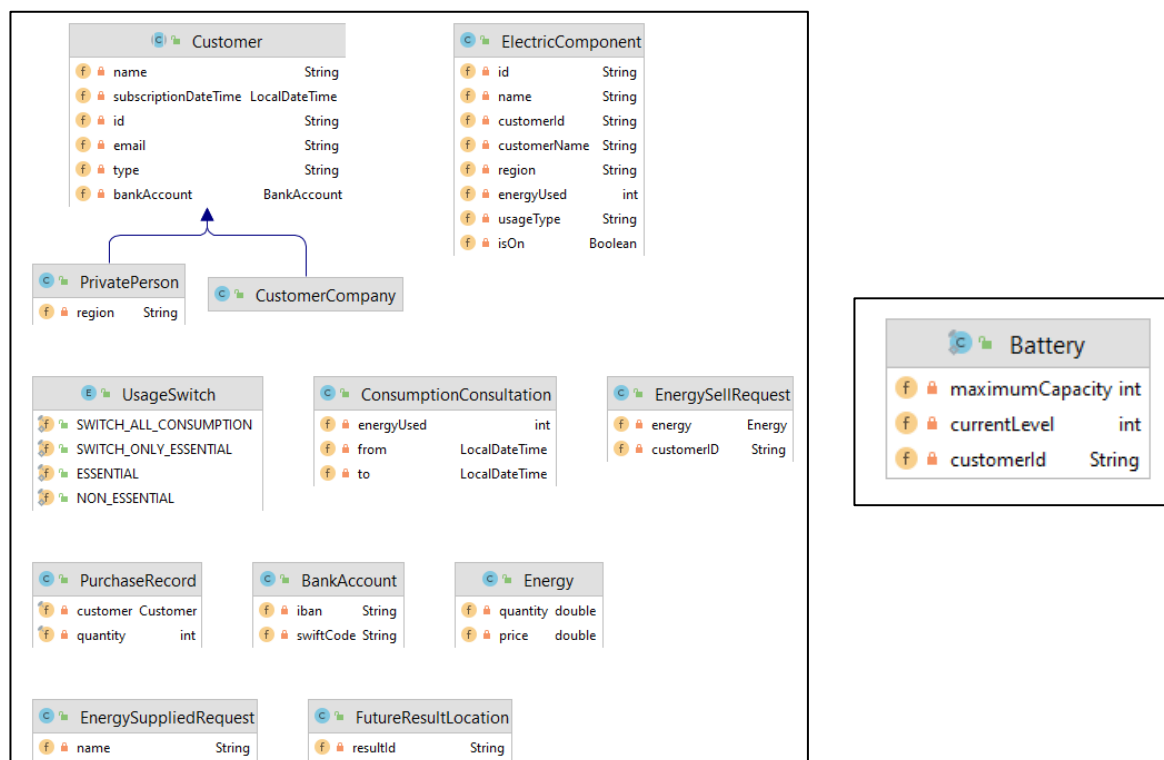 Customer
name String
subscriptionDateTime LocalDateTime
id String
email String
type String
bankAccount BankAccount
ElectricComponent
id String
name String
customerId String
customerName String
region String
energyUsed int
usageType String
isOn Boolean
PrivatePerson
region String
CustomerCompany
UsageSwitch
SWITCH_ALL_CONSUMPTION
SWITCH_ONLY_ESSENTIAL
ESSENTIAL
NON_ESSENTIAL
ConsumptionConsultation
energyUsed int
from LocalDateTime
to LocalDateTime
EnergySellRequest
energy Energy
customerID String
Battery
maximumCapacity int
currentLevel int
customerId String
PurchaseRecord
customer Customer
quantity int
BankAccount
iban String
swiftCode String
Energy
quantity double
price double
EnergySuppliedRequest
name String
FutureResultLocation
resultId String